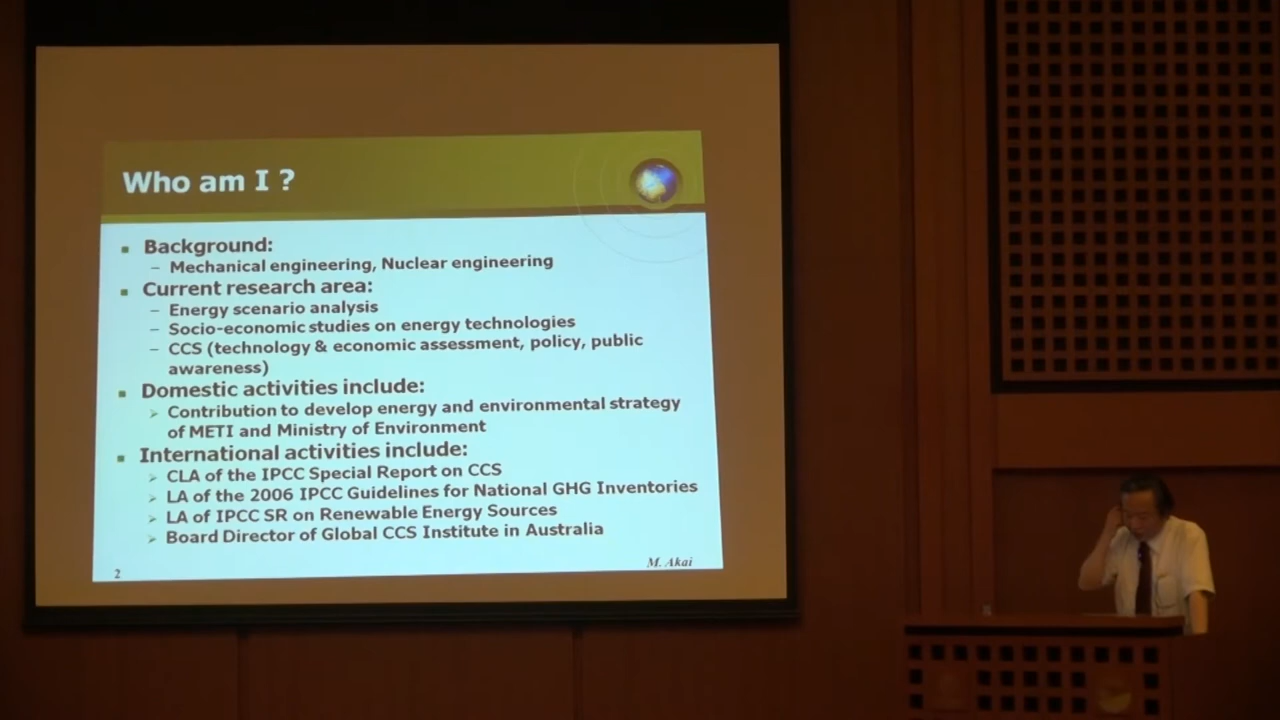 Who am I ?
▪ Background:
– Mechanical engineering, Nuclear engineering
▪ Current research area:
– Energy scenario analysis
– Socio-economic studies on energy technologies
– CCS (technology & economic assessment, policy, public
awareness)
▪ Domestic activities include:
➢ Contribution to develop energy and environmental strategy
of METI and Ministry of Environment
▪ International activities include:
➢ CLA of the IPCC Special Report on CCS
➢ LA of the 2006 IPCC Guidelines for National GHG Inventories
➢ LA of IPCC SR on Renewable Energy Sources
➢ Board Director of Global CCS Institute in Australia
2
M. Akai